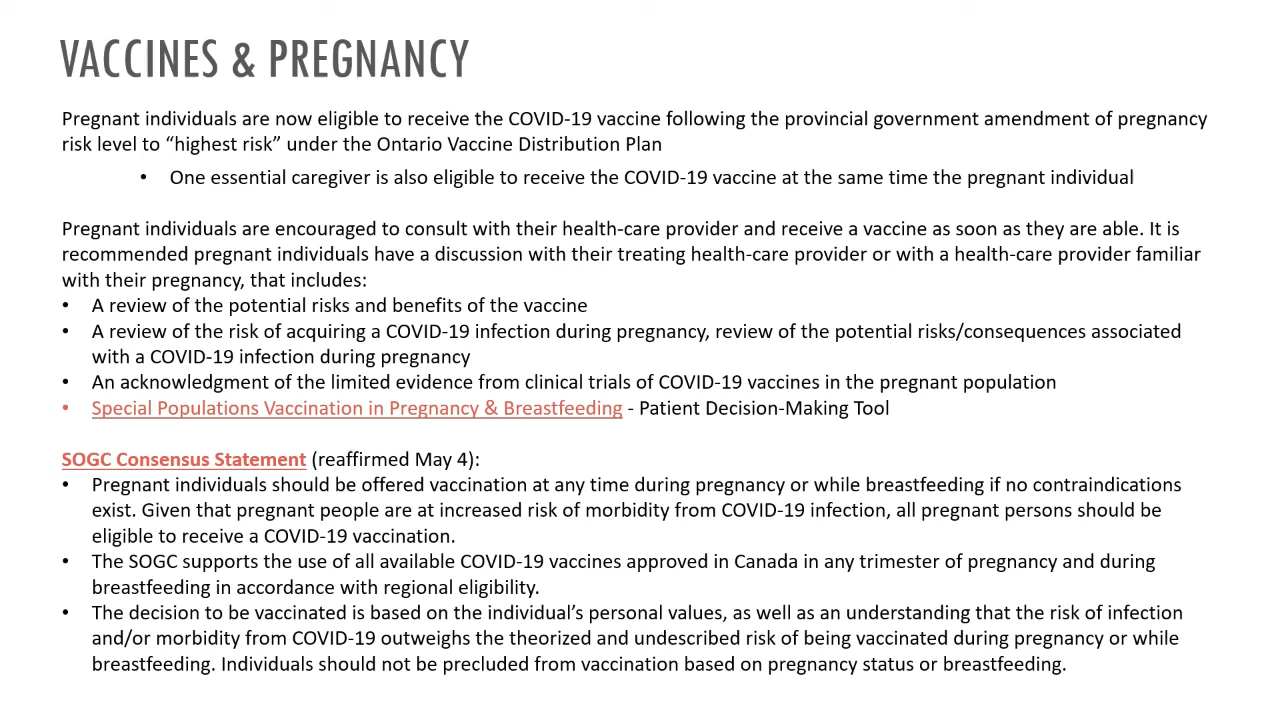 VACCINES & PREGNANCY
Pregnant individuals are now eligible to receive the COVID-19 vaccine following the provincial government amendment of pregnancy
risk level to “highest risk” under the Ontario Vaccine Distribution Plan
• One essential caregiver is also eligible to receive the COVID-19 vaccine at the same time the pregnant individual
Pregnant individuals are encouraged to consult with their health-care provider and receive a vaccine as soon as they are able. It is
recommended pregnant individuals have a discussion with their treating health-care provider or with a health-care provider familiar
with their pregnancy, that includes:
• A review of the potential risks and benefits of the vaccine
• A review of the risk of acquiring a COVID-19 infection during pregnancy, review of the potential risks/consequences associated
with a COVID-19 infection during pregnancy
• An acknowledgment of the limited evidence from clinical trials of COVID-19 vaccines in the pregnant population
• Special Populations Vaccination in Pregnancy & Breastfeeding - Patient Decision-Making Tool
SOGC Consensus Statement (reaffirmed May 4):
• Pregnant individuals should be offered vaccination at any time during pregnancy or while breastfeeding if no contraindications
exist. Given that pregnant people are at increased risk of morbidity from COVID-19 infection, all pregnant persons should be
eligible to receive a COVID-19 vaccination.
• The SOGC supports the use of all available COVID-19 vaccines approved in Canada in any trimester of pregnancy and during
breastfeeding in accordance with regional eligibility.
• The decision to be vaccinated is based on the individual’s personal values, as well as an understanding that the risk of infection
and/or morbidity from COVID-19 outweighs the theorized and undescribed risk of being vaccinated during pregnancy or while
breastfeeding. Individuals should not be precluded from vaccination based on pregnancy status or breastfeeding.